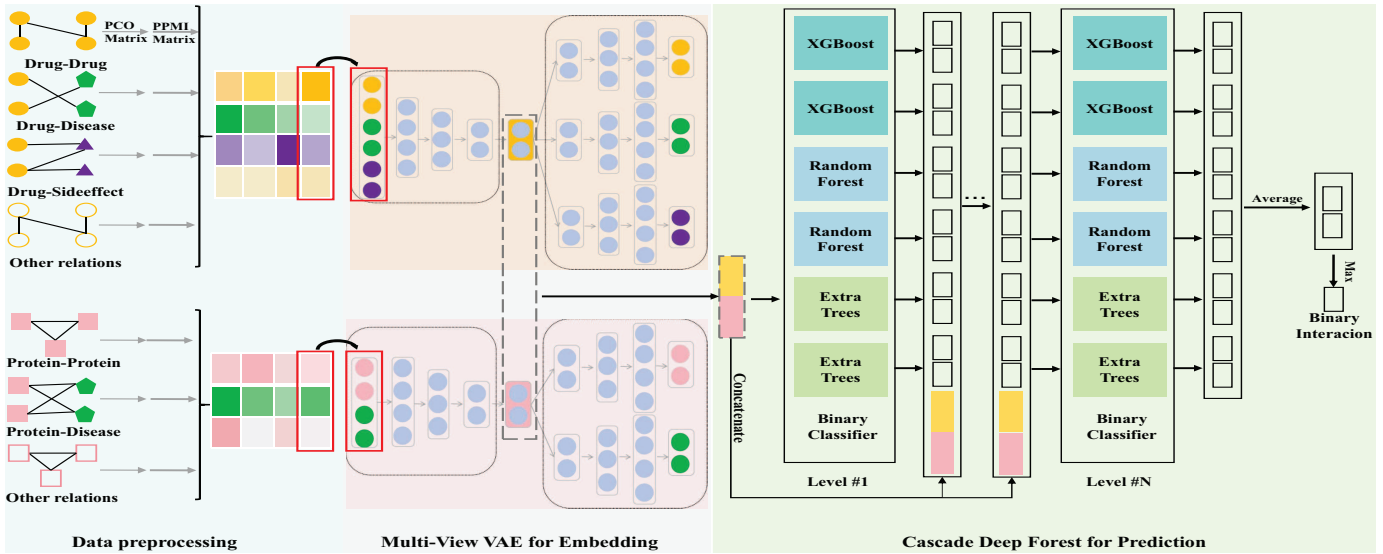 PCO PPMI
Matrix Matrix
Drug-Drug
Drug-Disease
Drug-Sideeffect
Other relations
Protein-Protein
Protein-Disease
Other relations
Data preprocessing
Multi-View VAE for Embedding
Concatenate
XGBoost
XGBoost
Random
Forest
Random
Forest
Extra
Trees
Extra
Trees
Binary
Classifier
Level #1
...
XGBoost
XGBoost
Random
Forest
Random
Forest
Extra
Trees
Extra
Trees
Binary
Classifier
Level #N
Average
Max
Binary
Interacion
Cascade Deep Forest for Prediction